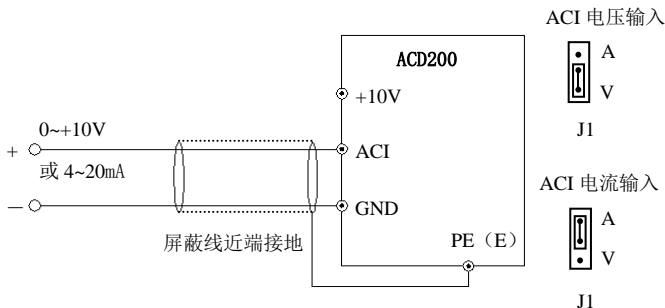 ACI 电压输入
A
V
J1
ACD200
+10V
ACI
GND
PE（E）
+
0~+10V
或 4~20mA
—
屏蔽线近端接地
ACI 电流输入
A
V
J1